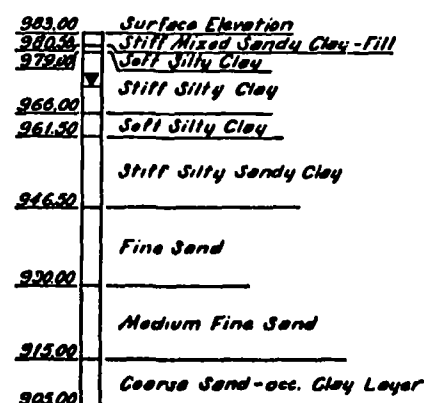 983.00 Surface Elevation
980.50 Stiff Mixed Sandy Clay-Fill
979.00 Soft Silty Clay
Stiff Silty Clay
966.00
961.50 Soft Silty Clay
Stiff Silty Sandy Clay
946.50
Fine Sand
930.00
Medium Fine Sand
915.00
Coarse Sand-occ. Clay Layer
905.00